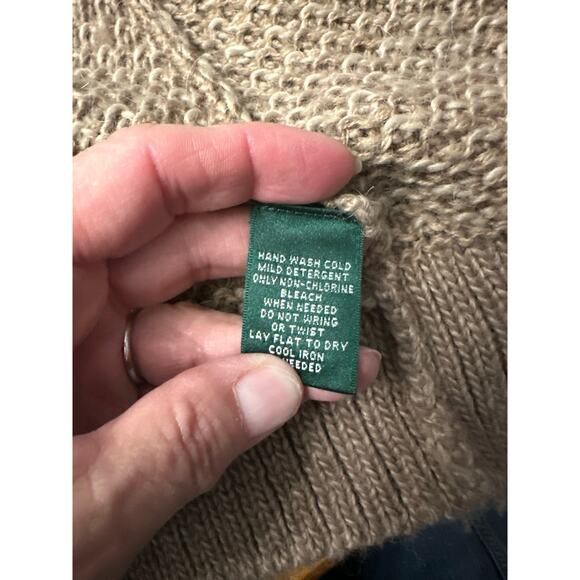 HAND WASH COLD
MILD DETERGENT
ONLY NON-CHLORINE
BLEACH
WHEN NEEDED
DO NOT WRING
OR TWIST
LAY FLAT TO DRY
COOL IRON
NEEDED